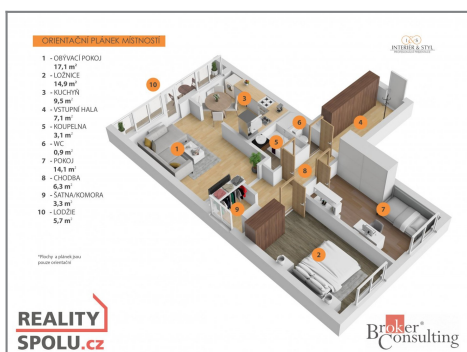 ORIENTAČNÍ PLÁNEK MÍSTNOSTÍ
1 - OBÝVACÍ POKOJ
17,1 m²
2 - LOŽNICE
14,9 m²
3 - KUCHYŇ
9,5 m²
4 - VSTUPNÍ HALA
7,1 m²
5 - KOUPELNA
3,1 m²
6 - WC
0,9 m²
7 - POKOJ
14,1 m²
8 - CHODBA
6,3 m²
9 - ŠATNA/KOMORA
3,3 m²
10 - LODŽIE
5,7 m²
*Plochy a plánek jsou
pouze orientační
INTERIER & STYL
10
3
6
4
5
1
8
7
9
2
REALITY
SPOLU.cz
Broker
Consulting